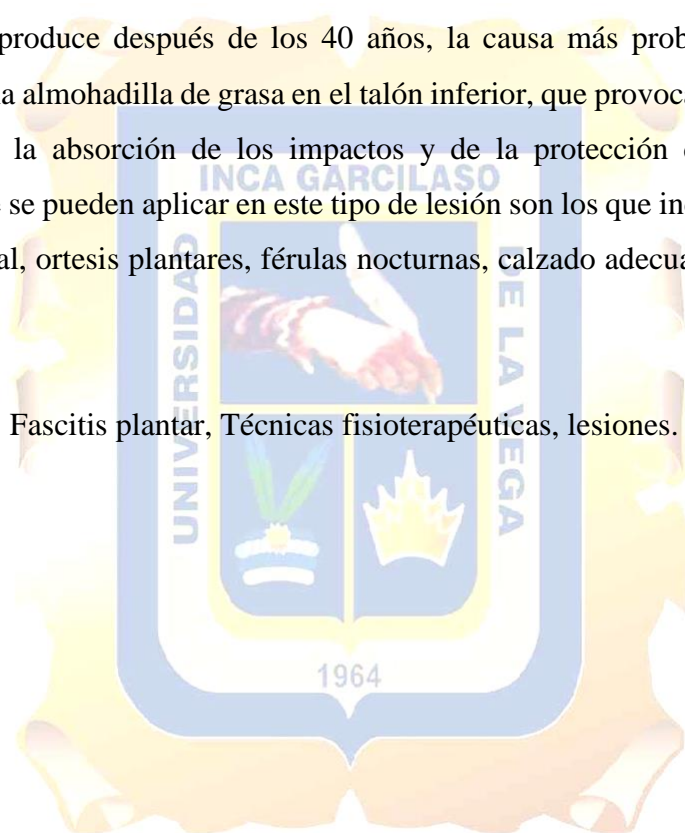 produce después de los 40 años, la causa más prob
a almohadilla de grasa en el talón inferior, que provoca
la absorción de los impactos y de la protección
se pueden aplicar en este tipo de lesión son los que in
al, ortesis plantares, férulas nocturnas, calzado adecua
Fascitis plantar, Técnicas fisioterapéuticas, lesiones.
UNIVERSIDAD
INCA GARCILASO
DE LA VEGA
1964